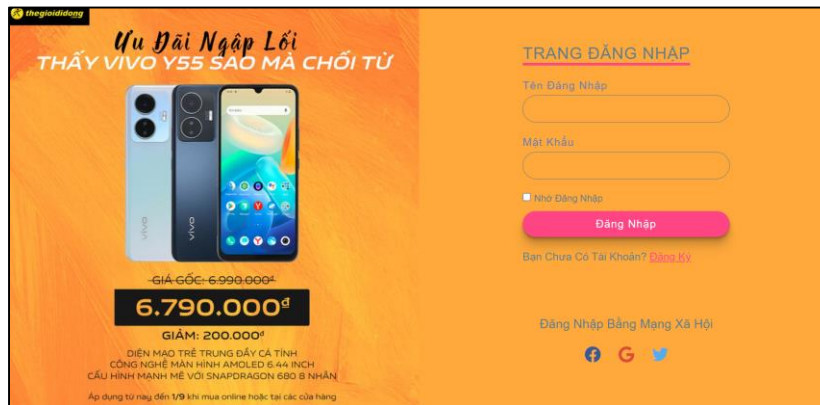 thegioididong
Ưu Đãi Ngập Lối
THẤY VIVO Y55 SAO MÀ CHỐI TỪ
vivo
vivo
GIÁ GỐC: 6.990.000đ
6.790.000đ
GIẢM: 200.000đ
DIỆN MẠO TRẺ TRUNG ĐẦY CÁ TÍNH
CÔNG NGHỆ MÀN HÌNH AMOLED 6.44 INCH
CẤU HÌNH MẠNH MẼ VỚI SNAPDRAGON 680 8 NHÂN
Áp dụng từ nay đến 1/9 khi mua online hoặc tại các cửa hàng
TRANG ĐĂNG NHẬP
Tên Đăng Nhập
Mật Khẩu
Nhớ Đăng Nhập
Đăng Nhập
Bạn Chưa Có Tài Khoản? Đăng Ký
Đăng Nhập Bằng Mạng Xã Hội